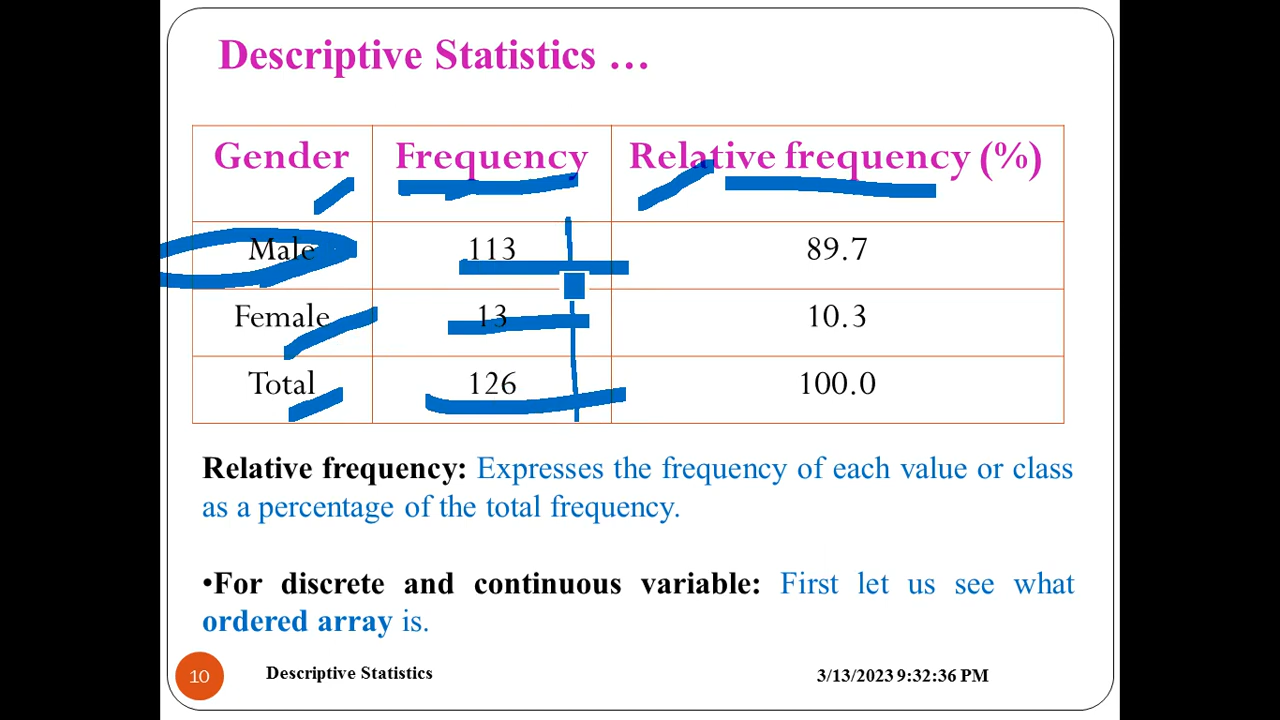 Descriptive Statistics …
Gender Frequency Relative frequency (%)
Male 113 89.7
Female 13 10.3
Total 126 100.0
Relative frequency: Expresses the frequency of each value or class
as a percentage of the total frequency.
•For discrete and continuous variable: First let us see what
ordered array is.
10 Descriptive Statistics 3/13/2023 9:32:36 PM